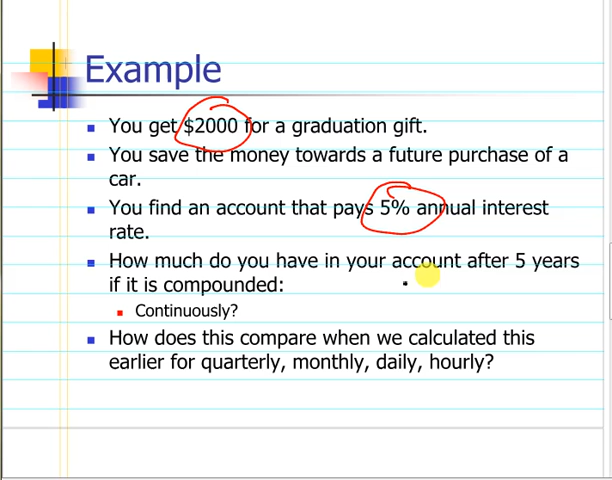 Example
You get $2000 for a graduation gift.
You save the money towards a future purchase of a
car.
You find an account that pays 5% annual interest
rate.
How much do you have in your account after 5 years
if it is compounded:
Continuously?
How does this compare when we calculated this
earlier for quarterly, monthly, daily, hourly?